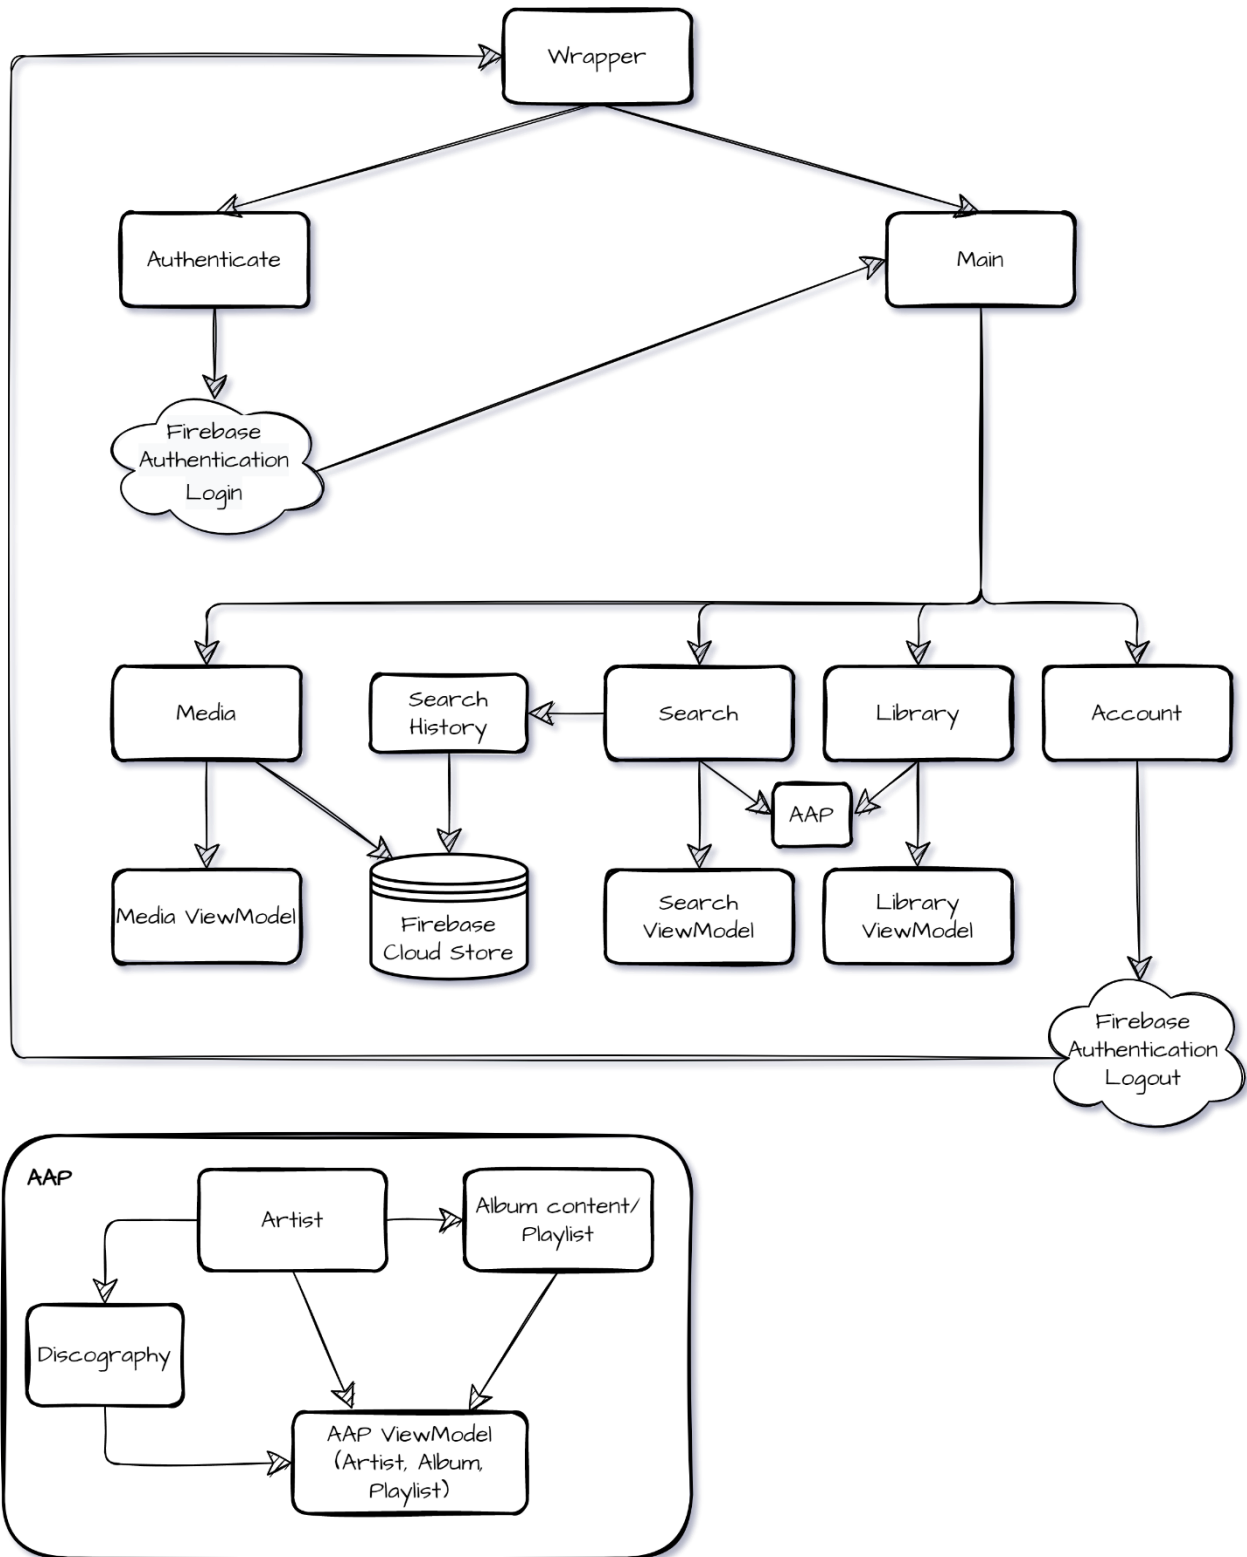 Wrapper
Authenticate
Main
Firebase
Authentication
Login
Media
Search
History
Search
Library
Account
AAP
Media ViewModel
Firebase
Cloud Store
Search
ViewModel
Library
ViewModel
Firebase
Authentication
Logout
AAP
Artist
Album content/
Playlist
Discography
AAP ViewModel
(Artist, Album,
Playlist)